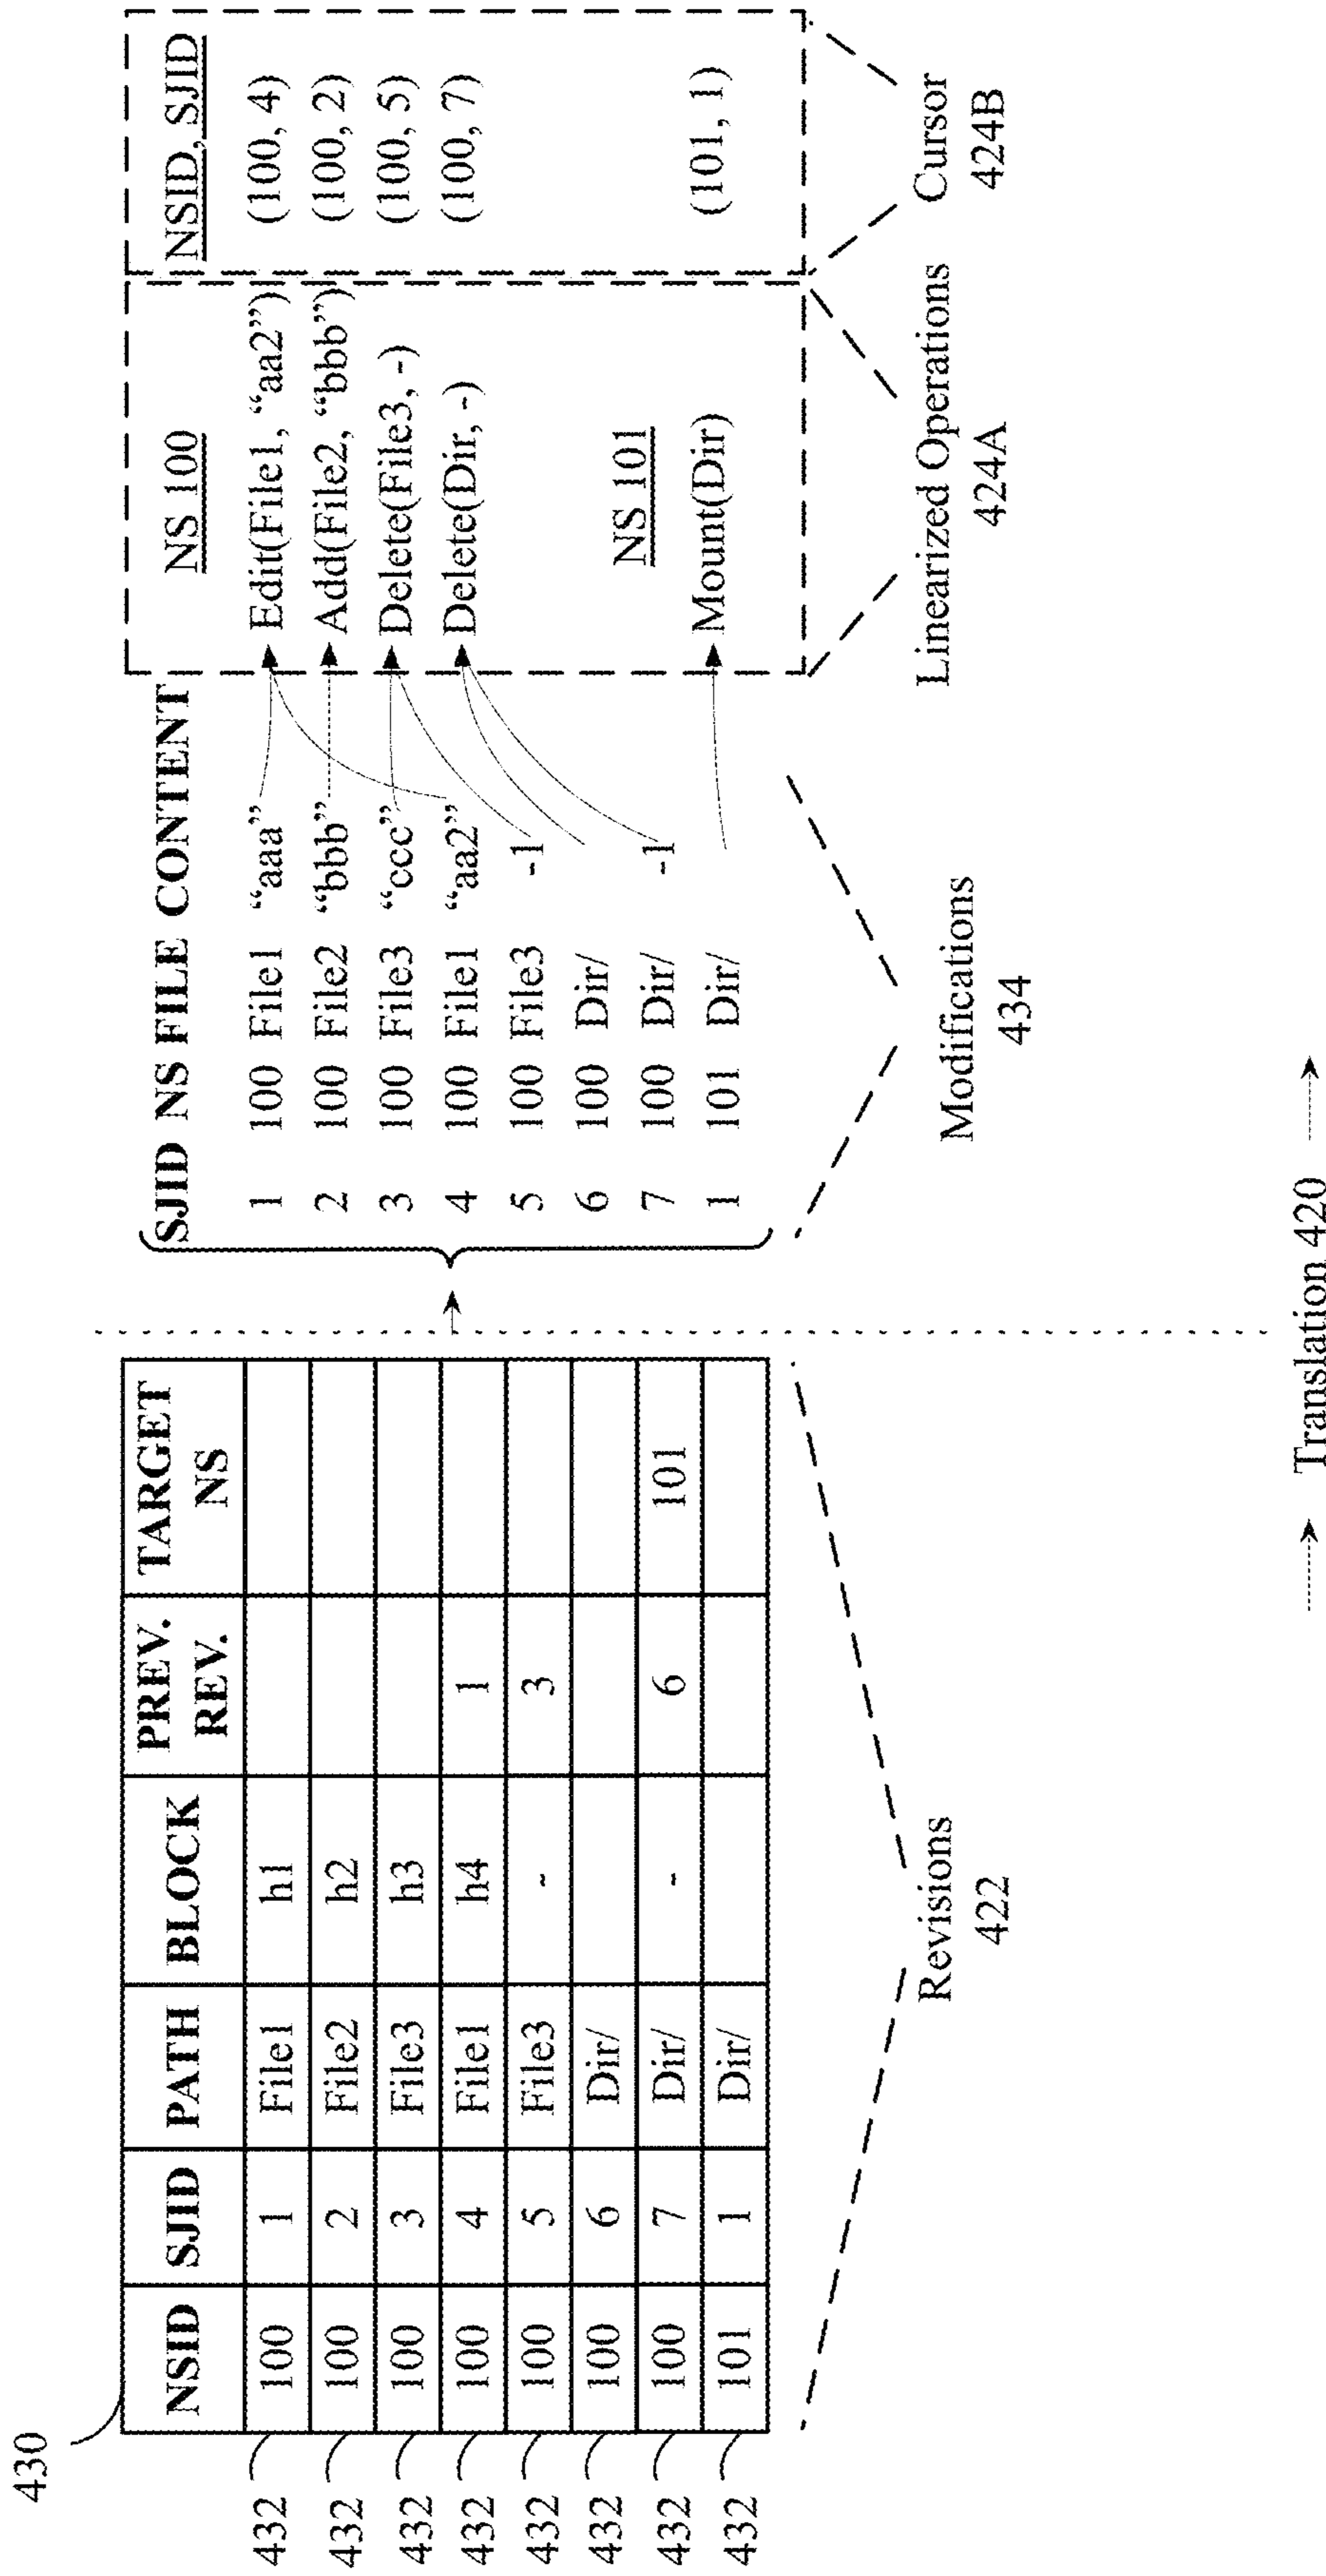 430
NSID SJID PATH BLOCK PREV. REV. TARGET NS
432 100 1 File1 h1
432 100 2 File2 h2
432 100 3 File3 h3
432 100 4 File1 h4 1
432 100 5 File3 - 3
432 100 6 Dir/
432 100 7 Dir/ - 6 101
432 101 1 Dir/
Revisions
422
SJID NS FILE CONTENT
1 100 File1 “aaa”
2 100 File2 “bbb”
3 100 File3 “ccc”
4 100 File1 “aa2”
5 100 File3 -1
6 100 Dir/
7 100 Dir/ -1
1 101 Dir/
Modifications
434
NS 100
Edit(File1, “aa2”)
Add(File2, “bbb”)
Delete(File3, -)
Delete(Dir, -)
NS 101
Mount(Dir)
Linearized Operations
424A
NSID, SJID
(100, 4)
(100, 2)
(100, 5)
(100, 7)
(101, 1)
Cursor
424B
Translation 420